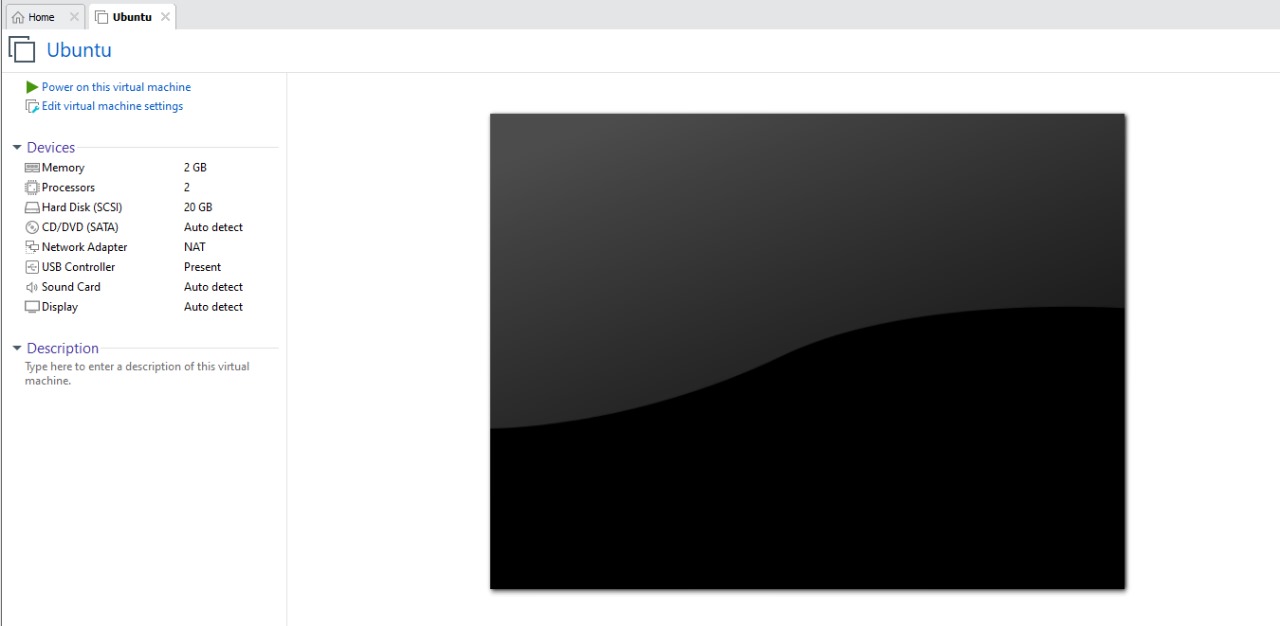 Home
Ubuntu
Ubuntu
Power on this virtual machine
Edit virtual machine settings
Devices
Memory 2 GB
Processors 2
Hard Disk (SCSI) 20 GB
CD/DVD (SATA) Auto detect
Network Adapter NAT
USB Controller Present
Sound Card Auto detect
Display Auto detect
Description
Type here to enter a description of this virtual
machine.